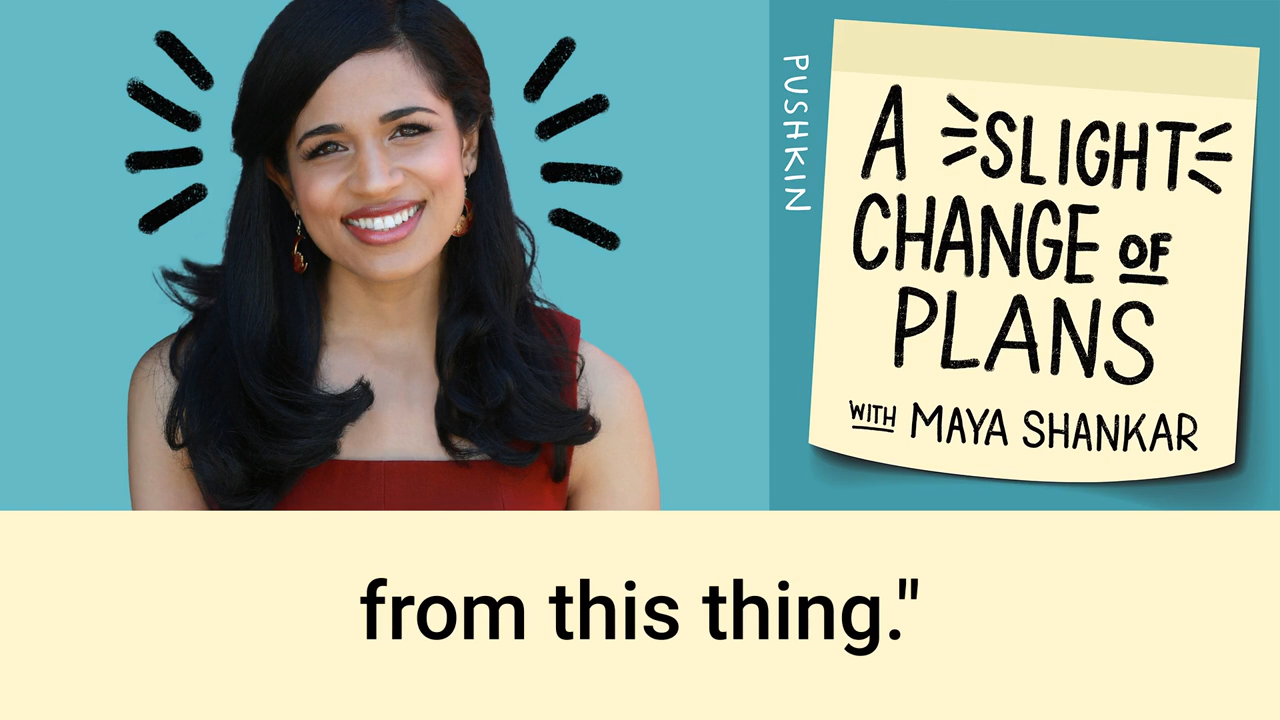 PUSHKIN
A SLIGHT
CHANGE OF
PLANS
WITH MAYA SHANKAR
from this thing."